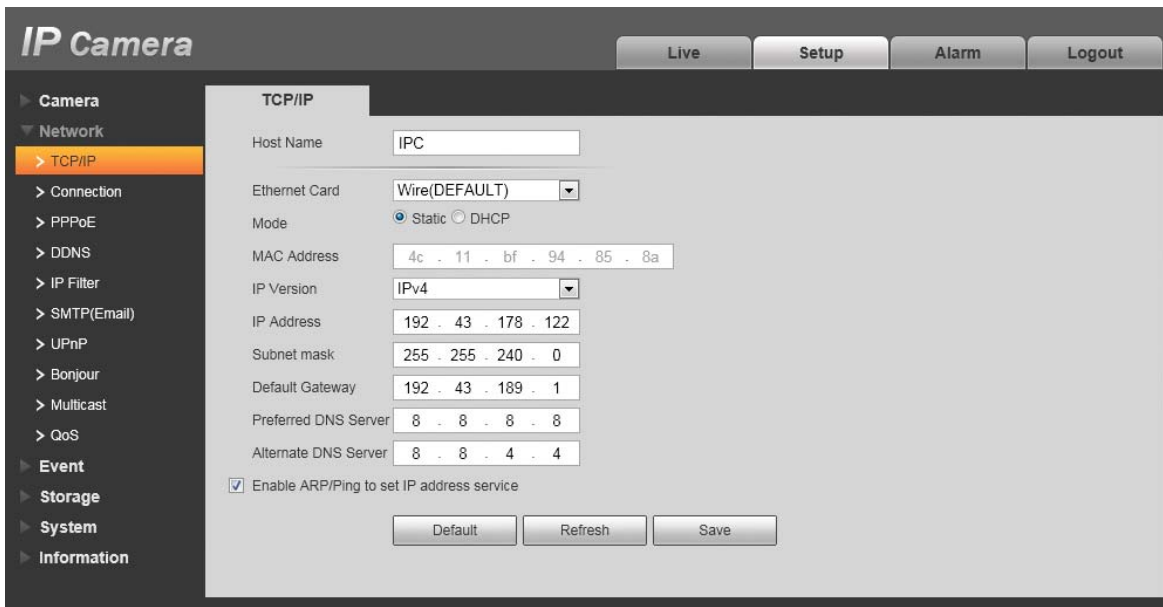 IP Camera
Live Setup Alarm Logout
Camera
Network
TCP/IP
Connection
PPPoE
DDNS
IP Filter
SMTP(Email)
UPnP
Bonjour
Multicast
QoS
Event
Storage
System
Information
TCP/IP
Host Name IPC
Ethernet Card Wire(DEFAULT)
Mode Static DHCP
MAC Address 4c . 11 . bf . 94 . 85 . 8a
IP Version IPv4
IP Address 192 . 43 . 178 . 122
Subnet mask 255 . 255 . 240 . 0
Default Gateway 192 . 43 . 189 . 1
Preferred DNS Server 8 . 8 . 8 . 8
Alternate DNS Server 8 . 8 . 4 . 4
Enable ARP/Ping to set IP address service
Default Refresh Save